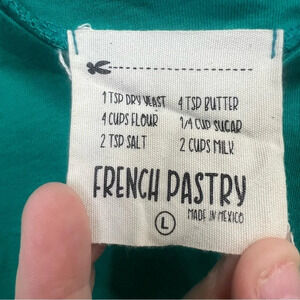 1 TSP DRY YEAST 4 TSP BUTTER
4 CUPS FLOUR 1/4 CUP SUGAR
2 TSP SALT 2 CUPS MILK
FRENCH PASTRY
L MADE IN MEXICO